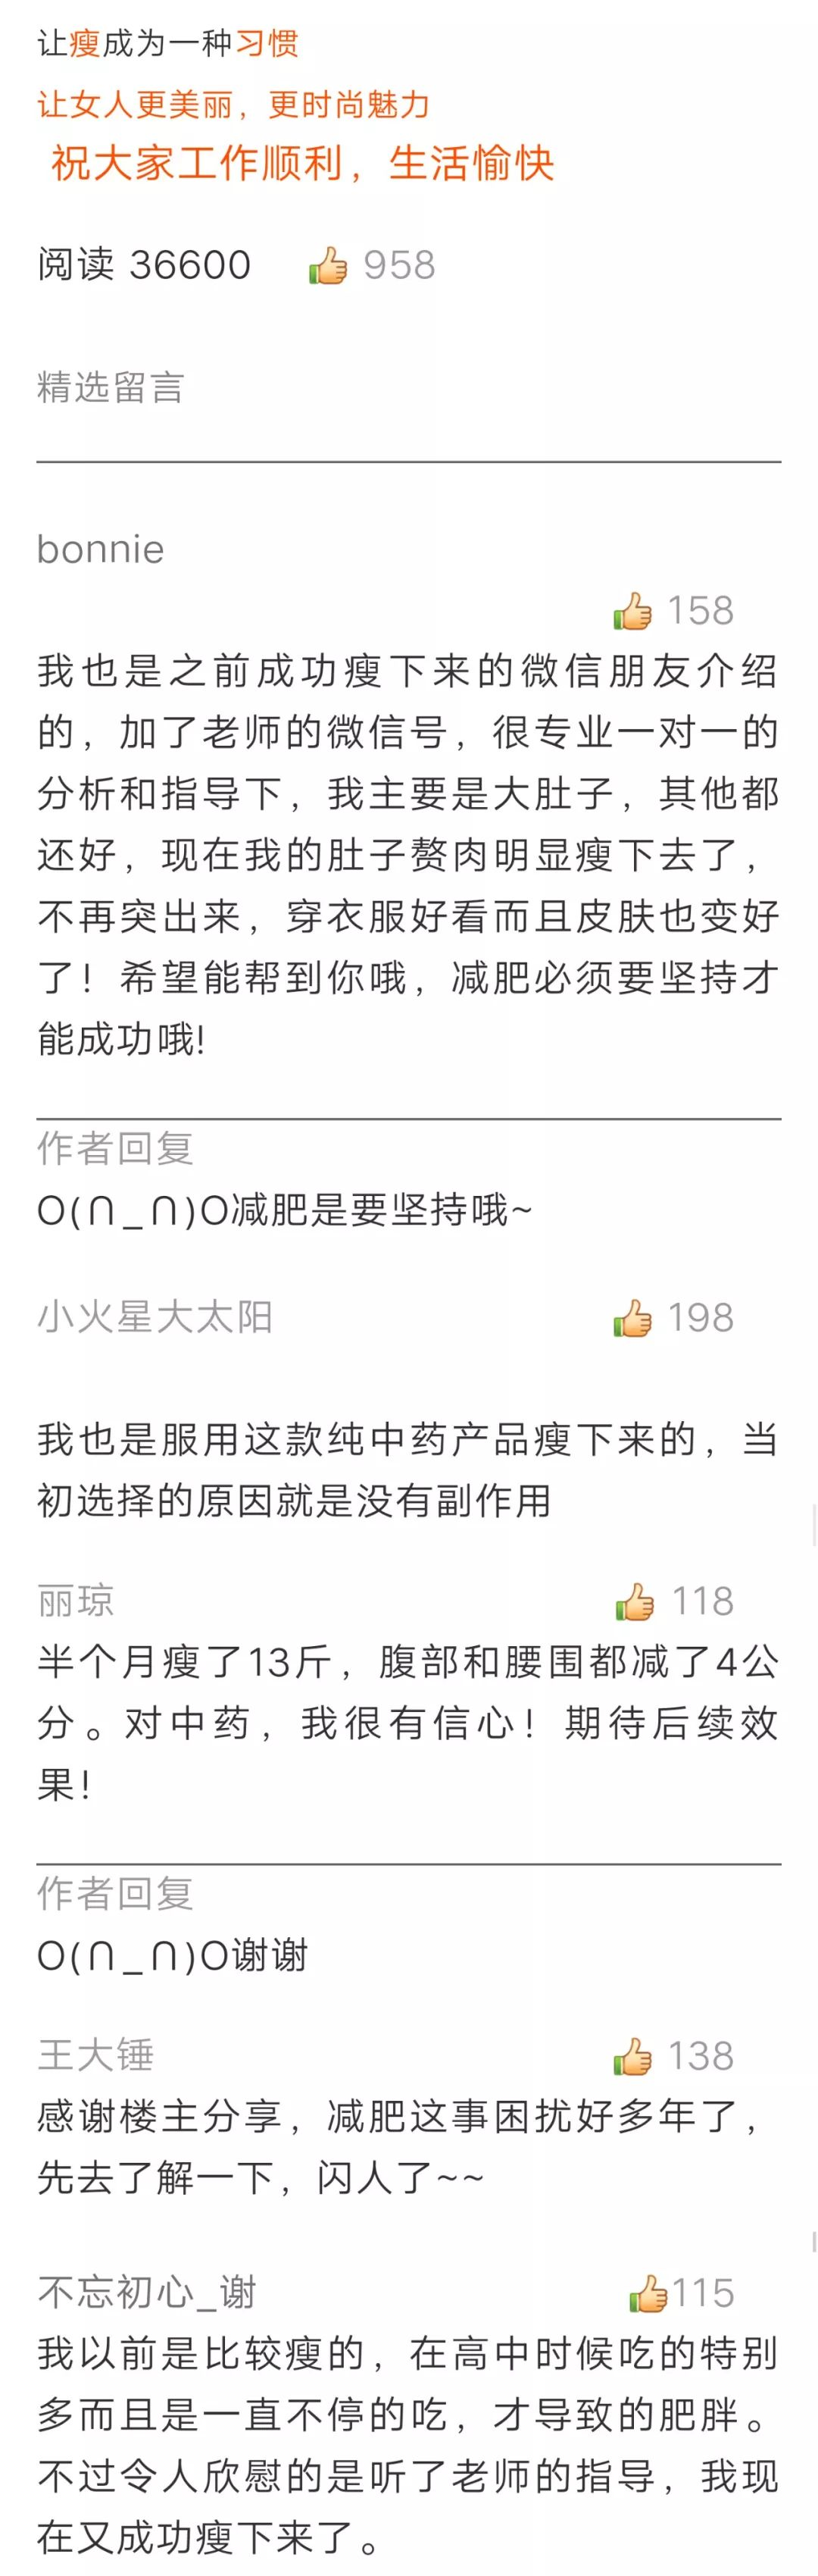 让瘦成为一种习惯
让女人更美丽，更时尚魅力
祝大家工作顺利，生活愉快
阅读 36600 958
精选留言
bonnie
158
我也是之前成功瘦下来的微信朋友介绍
的，加了老师的微信号，很专业一对一的
分析和指导下，我主要是大肚子，其他都
还好，现在我的肚子赘肉明显瘦下去了，
不再突出来，穿衣服好看而且皮肤也变好
了！希望能帮到你哦，减肥必须要坚持才
能成功哦!
作者回复
O(∩_∩)O减肥是要坚持哦~
小火星大太阳 198
我也是服用这款纯中药产品瘦下来的，当
初选择的原因就是没有副作用
丽琼 118
半个月瘦了13斤，腹部和腰围都减了4公
分。对中药，我很有信心！期待后续效
果！
作者回复
O(∩_∩)O谢谢
王大锤 138
感谢楼主分享，减肥这事困扰好多年了，
先去了解一下，闪人了~~
不忘初心_谢 115
我以前是比较瘦的，在高中时候吃的特别
多而且是一直不停的吃，才导致的肥胖。
不过令人欣慰的是听了老师的指导，我现
在又成功瘦下来了。